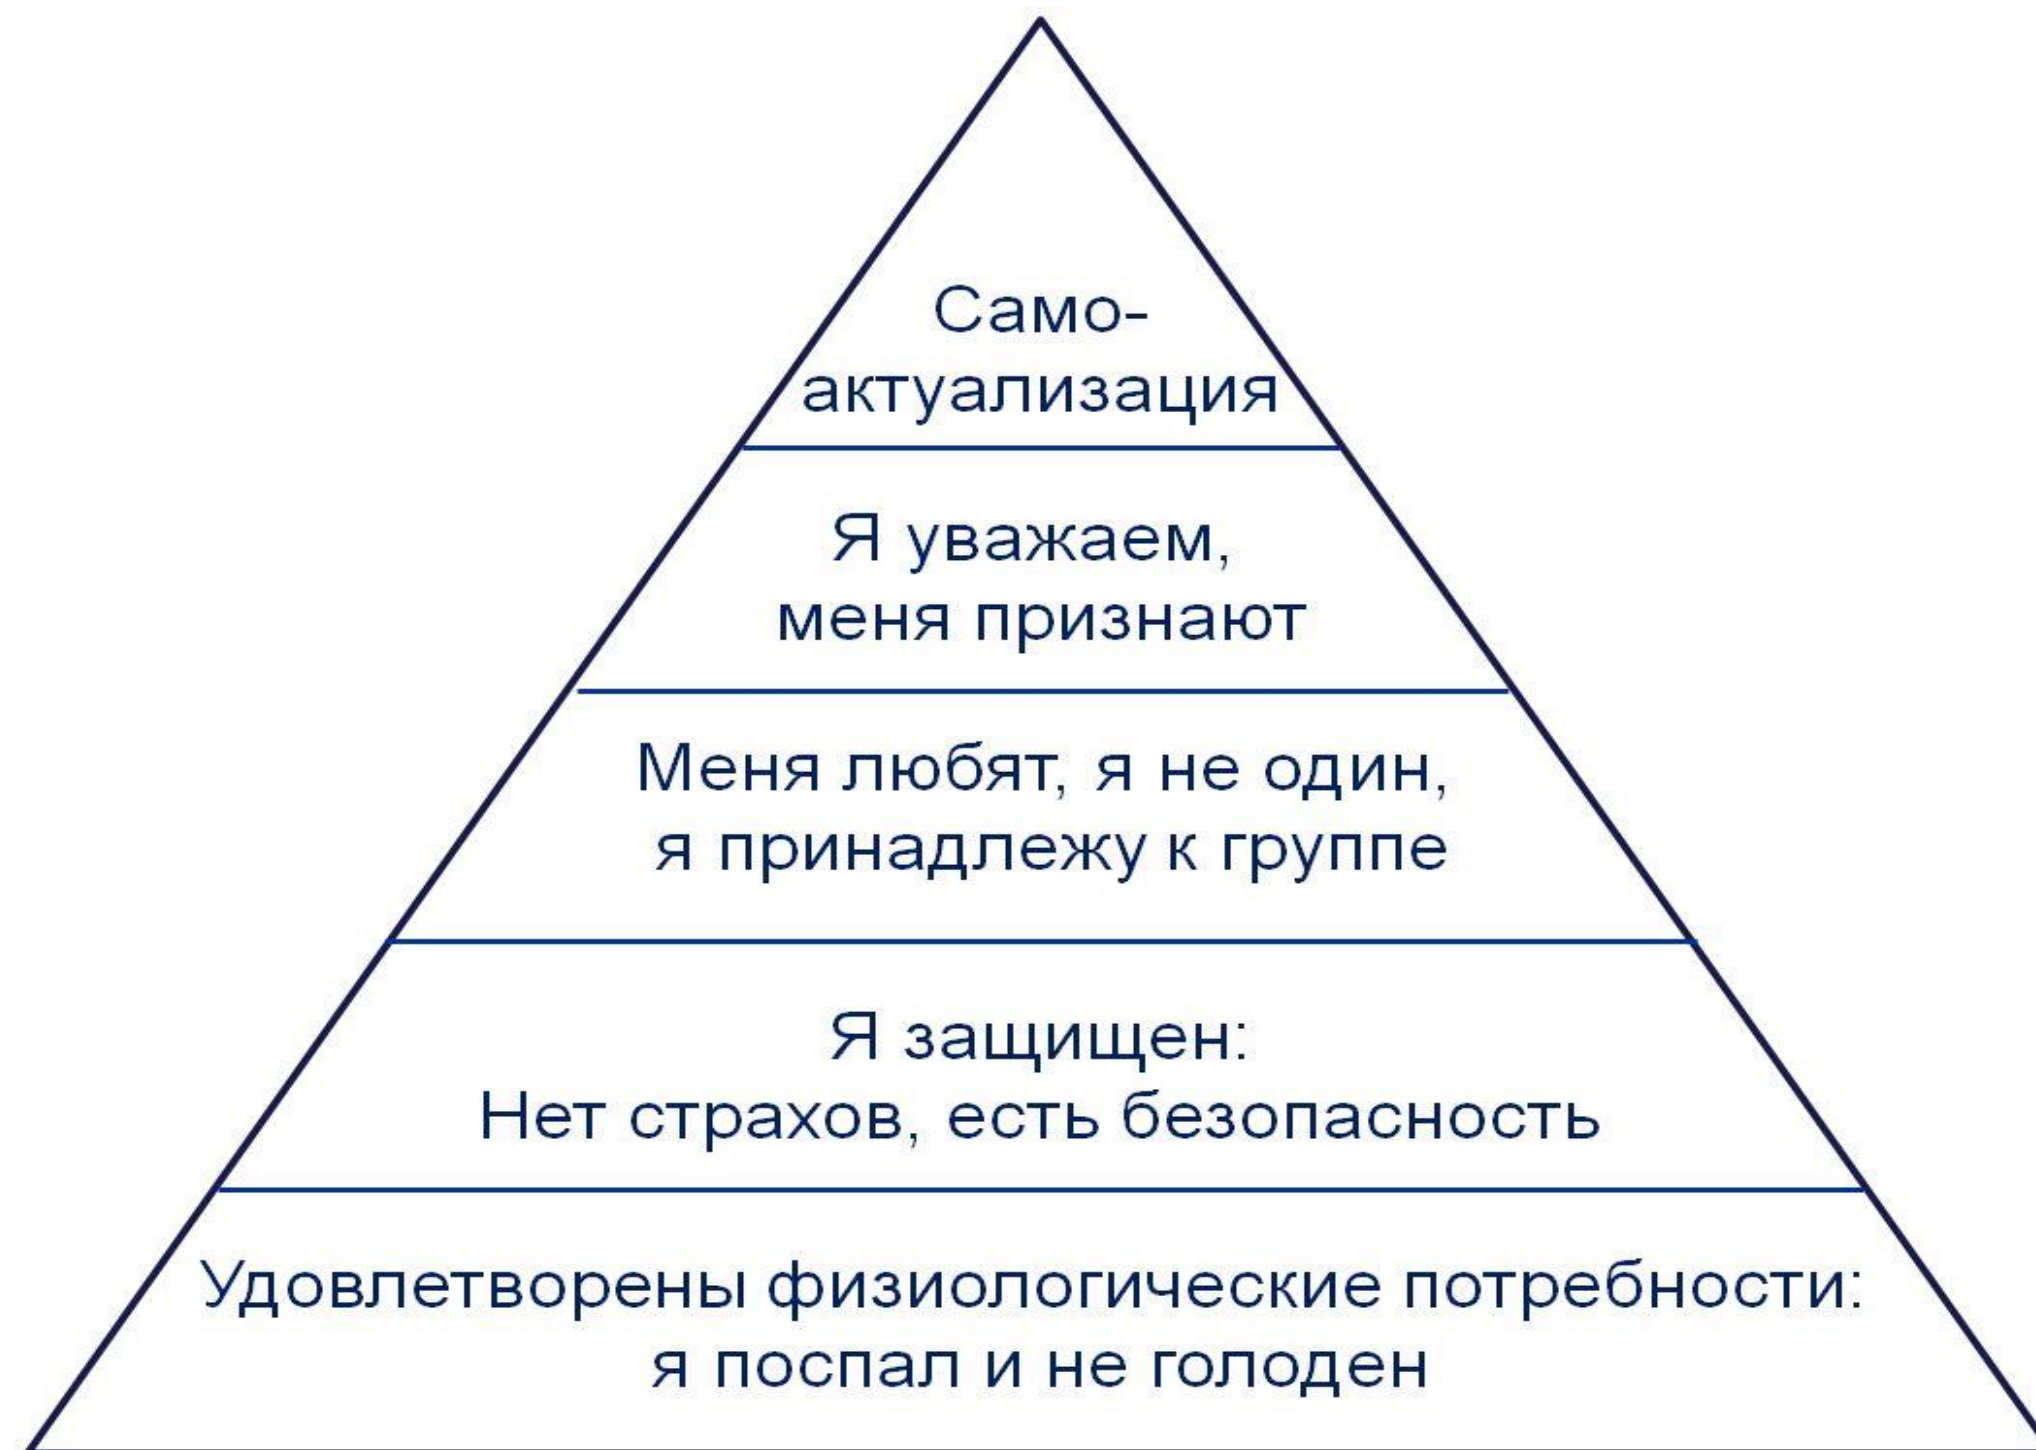 Само-
актуализация
Я уважаем,
меня признают
Меня любят, я не один,
я принадлежу к группе
Я защищен:
Нет страхов, есть безопасность
Удовлетворены физиологические потребности:
я поспал и не голоден